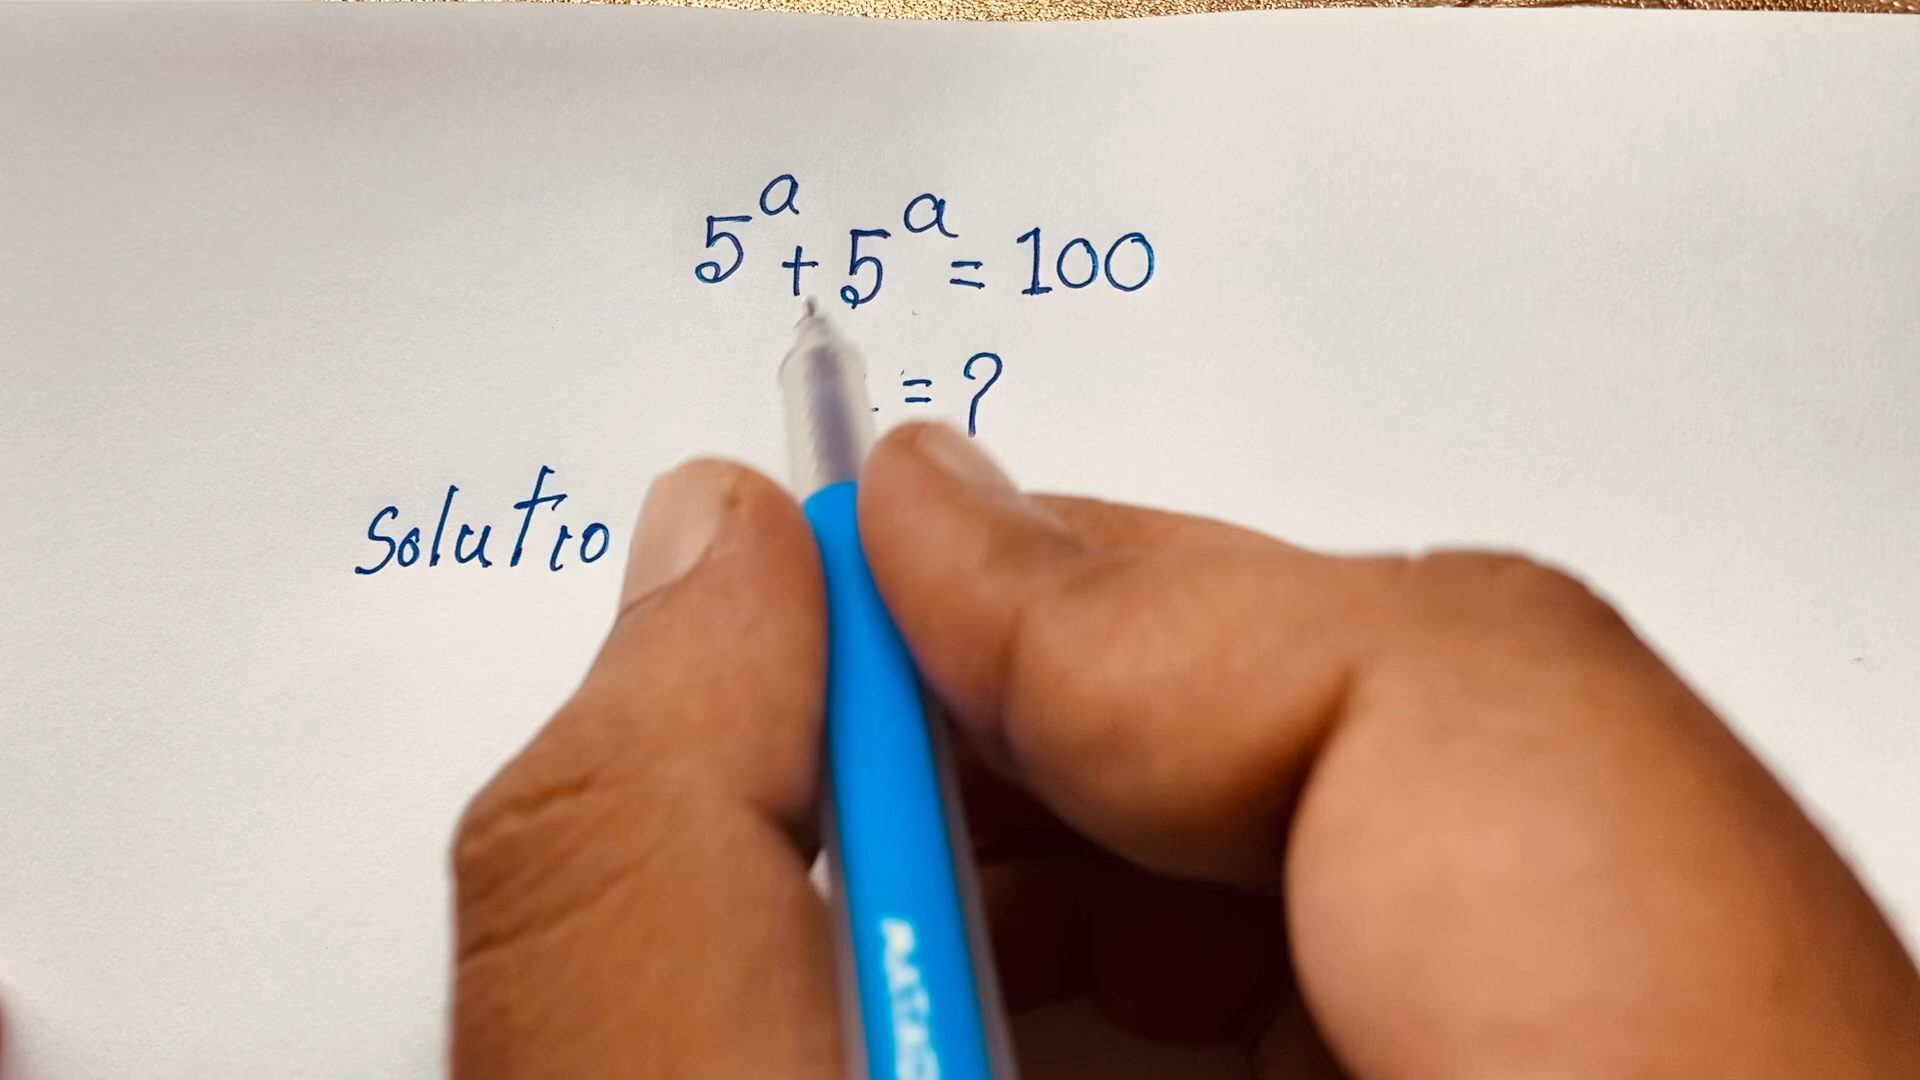 5^a + 5^a = 100
= ?
Solutio